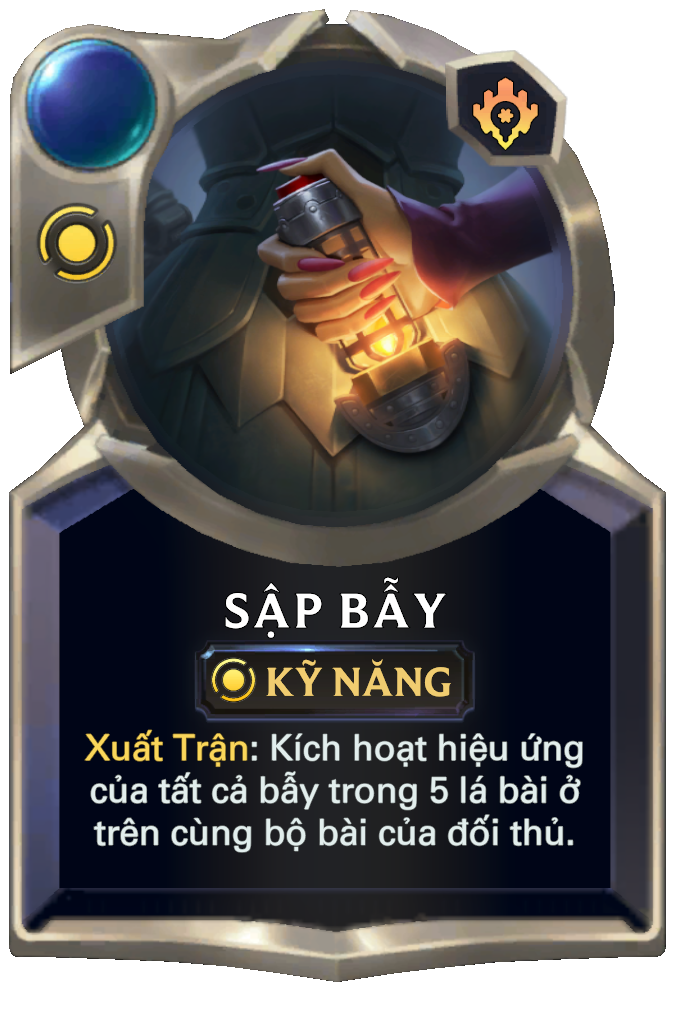 SẬP BẪY
KỸ NĂNG
Xuất Trận: Kích hoạt hiệu ứng
của tất cả bẫy trong 5 lá bài ở
trên cùng bộ bài của đối thủ.